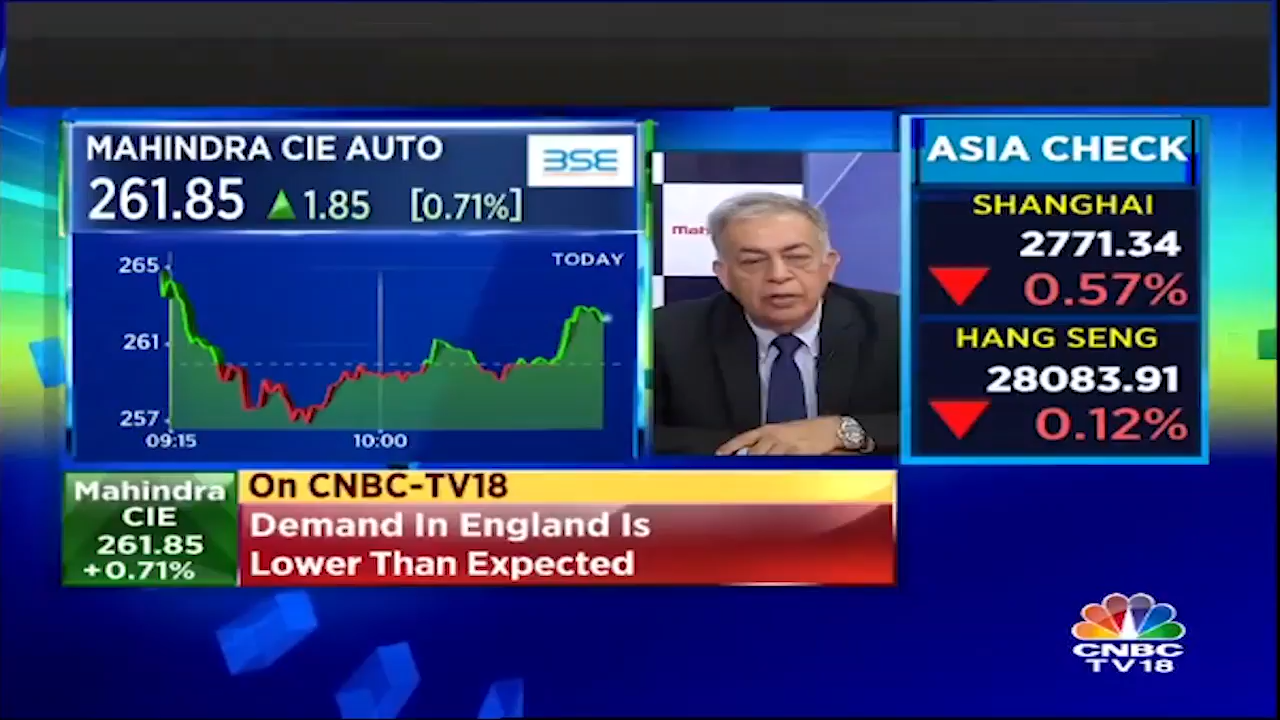 MAHINDRA CIE AUTO
BSE
261.85 ▲ 1.85 [0.71%]
TODAY
265
261
257
09:15
10:00
Mah
ASIA CHECK
SHANGHAI
2771.34
▼ 0.57%
HANG SENG
28083.91
▼ 0.12%
Mahindra
CIE
261.85
+0.71%
On CNBC-TV18
Demand In England Is
Lower Than Expected
CNBC
TV18